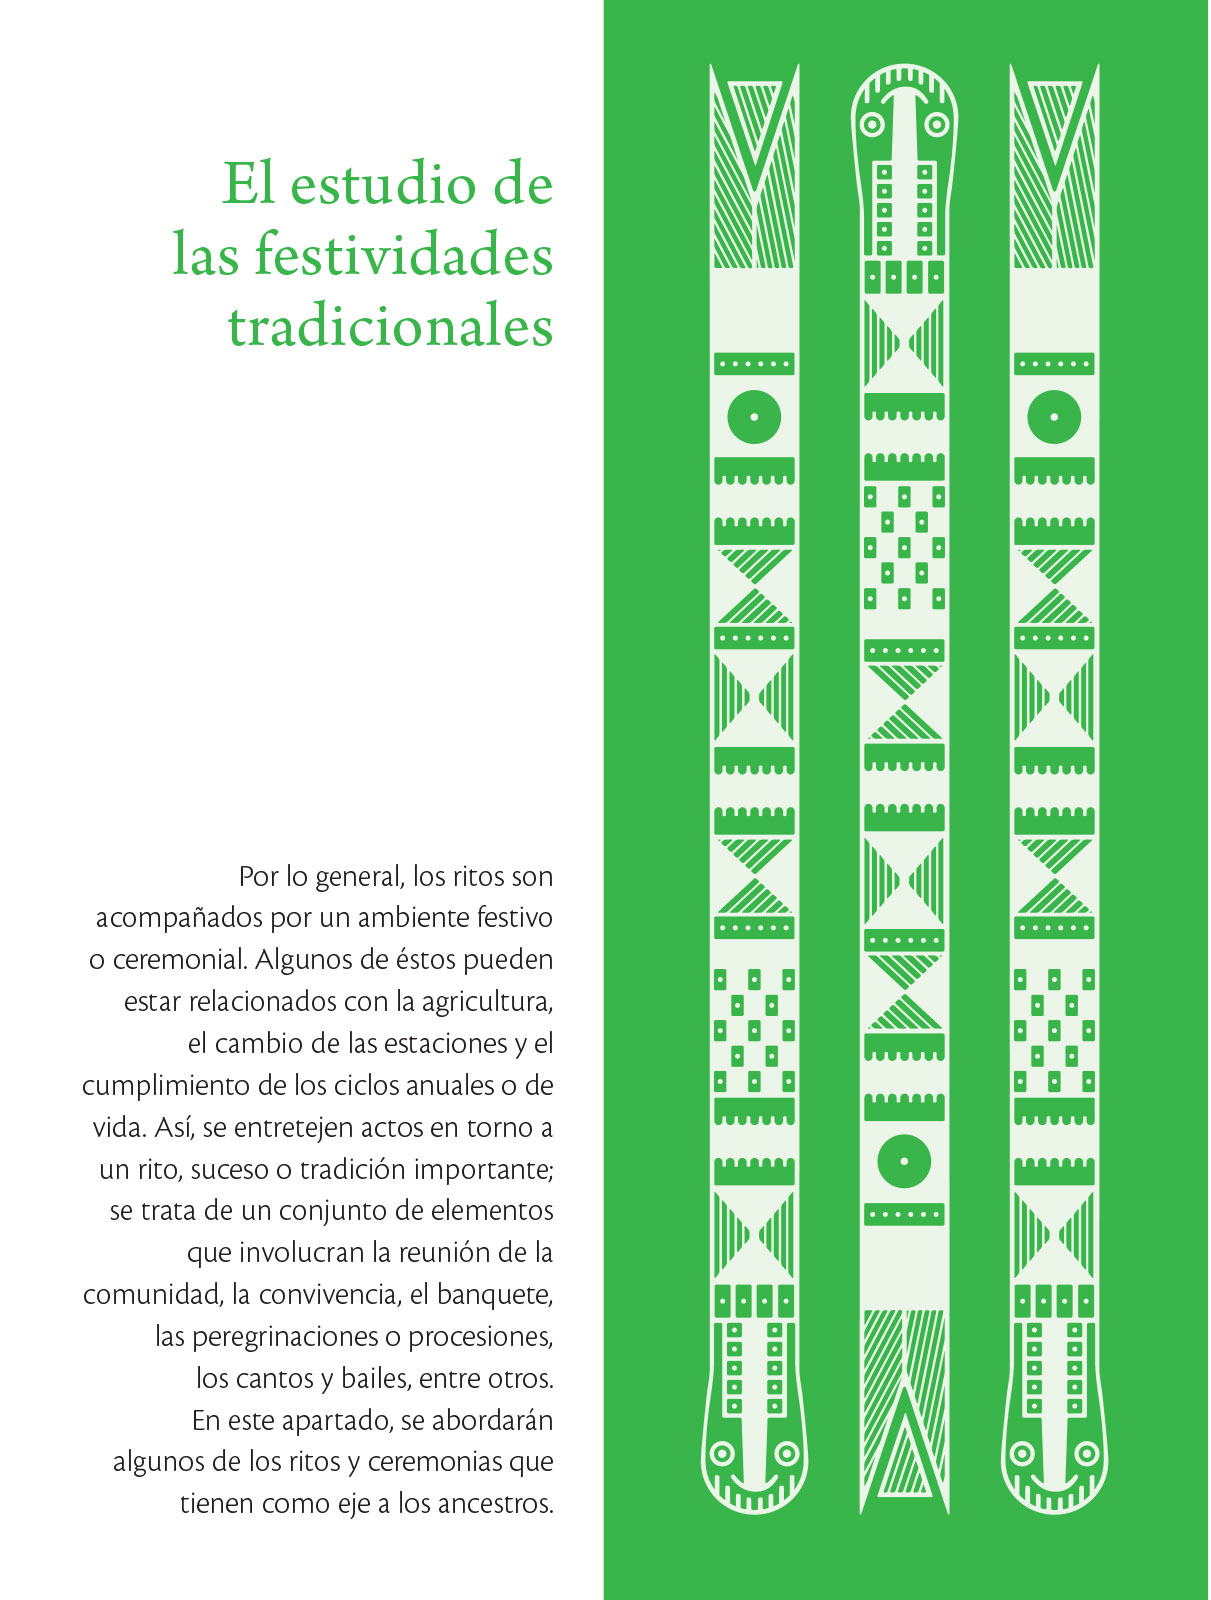 El estudio de
las festividades
tradicionales
Por lo general, los ritos son
acompañados por un ambiente festivo
o ceremonial. Algunos de éstos pueden
estar relacionados con la agricultura,
el cambio de las estaciones y el
cumplimiento de los ciclos anuales o de
vida. Así, se entretejen actos en torno a
un rito, suceso o tradición importante;
se trata de un conjunto de elementos
que involucran la reunión de la
comunidad, la convivencia, el banquete,
las peregrinaciones o procesiones,
los cantos y bailes, entre otros.
En este apartado, se abordarán
algunos de los ritos y ceremonias que
tienen como eje a los ancestros.